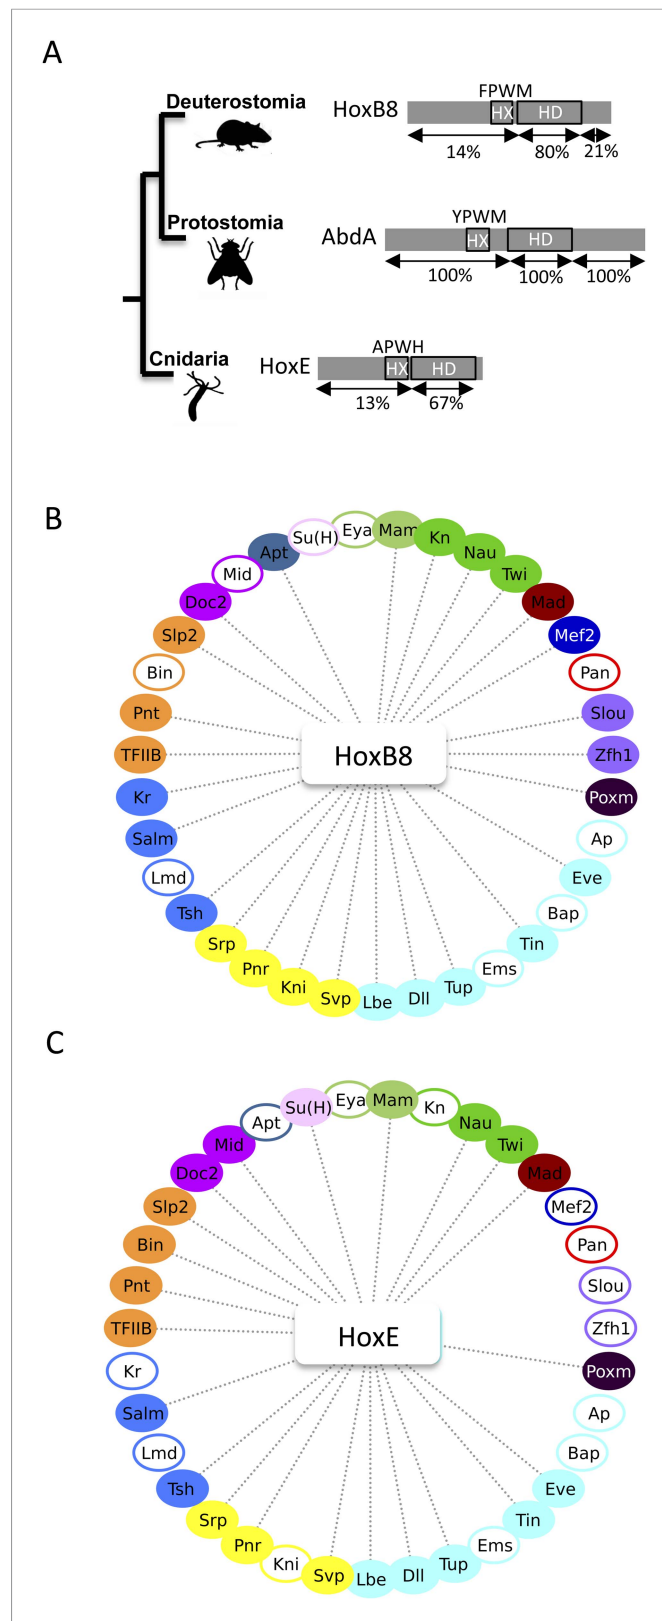 A
Deuterostomia
HoxB8
FPWM
HX
HD
14%
80%
21%
Protostomia
AbdA
YPWM
HX
HD
100%
100%
100%
Cnidaria
HoxE
APWH
HX
HD
13%
67%
B
HoxB8
Su(H)
Eya
Mam
Kn
Nau
Twi
Mad
Mef2
Pan
Slou
Zfh1
Poxm
Ap
Eve
Bap
Tin
Ems
Tup
Dll
Lbe
Svp
Kni
Pnr
Srp
Tsh
Lmd
Salm
Kr
TFIIB
Pnt
Bin
Slp2
Doc2
Mid
Apt
C
HoxE
Su(H)
Eya
Mam
Kn
Nau
Twi
Mad
Mef2
Pan
Slou
Zfh1
Poxm
Ap
Bap
Eve
Tin
Ems
Tup
Dll
Lbe
Svp
Kni
Pnr
Srp
Tsh
Lmd
Salm
Kr
TFIIB
Pnt
Bin
Slp2
Doc2
Mid
Apt